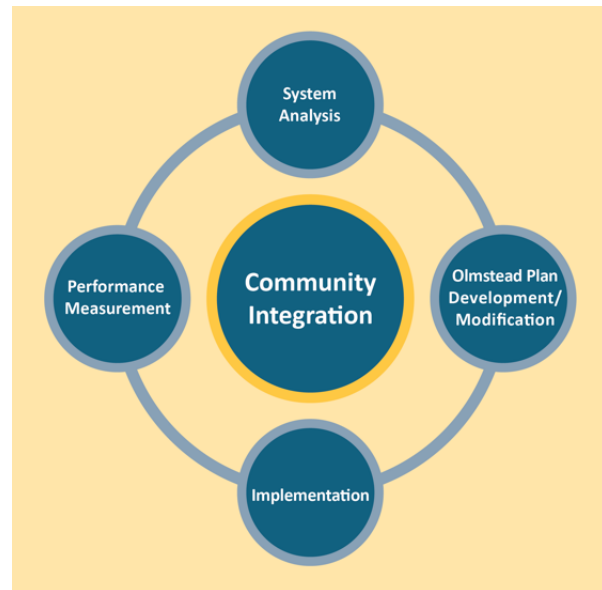 System
Analysis
Performance
Measurement
Community
Integration
Olmstead Plan
Development/
Modification
Implementation